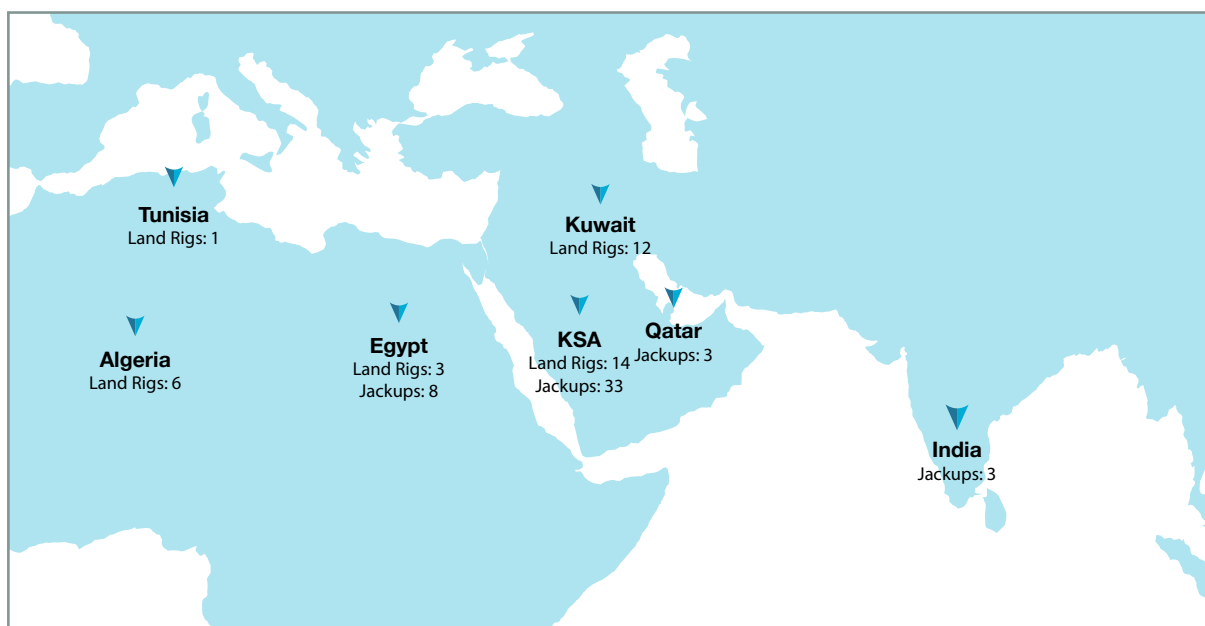 Tunisia
Land Rigs: 1
Kuwait
Land Rigs: 12
Algeria
Land Rigs: 6
Egypt
Land Rigs: 3
Jackups: 8
KSA
Land Rigs: 14
Jackups: 33
Qatar
Jackups: 3
India
Jackups: 3